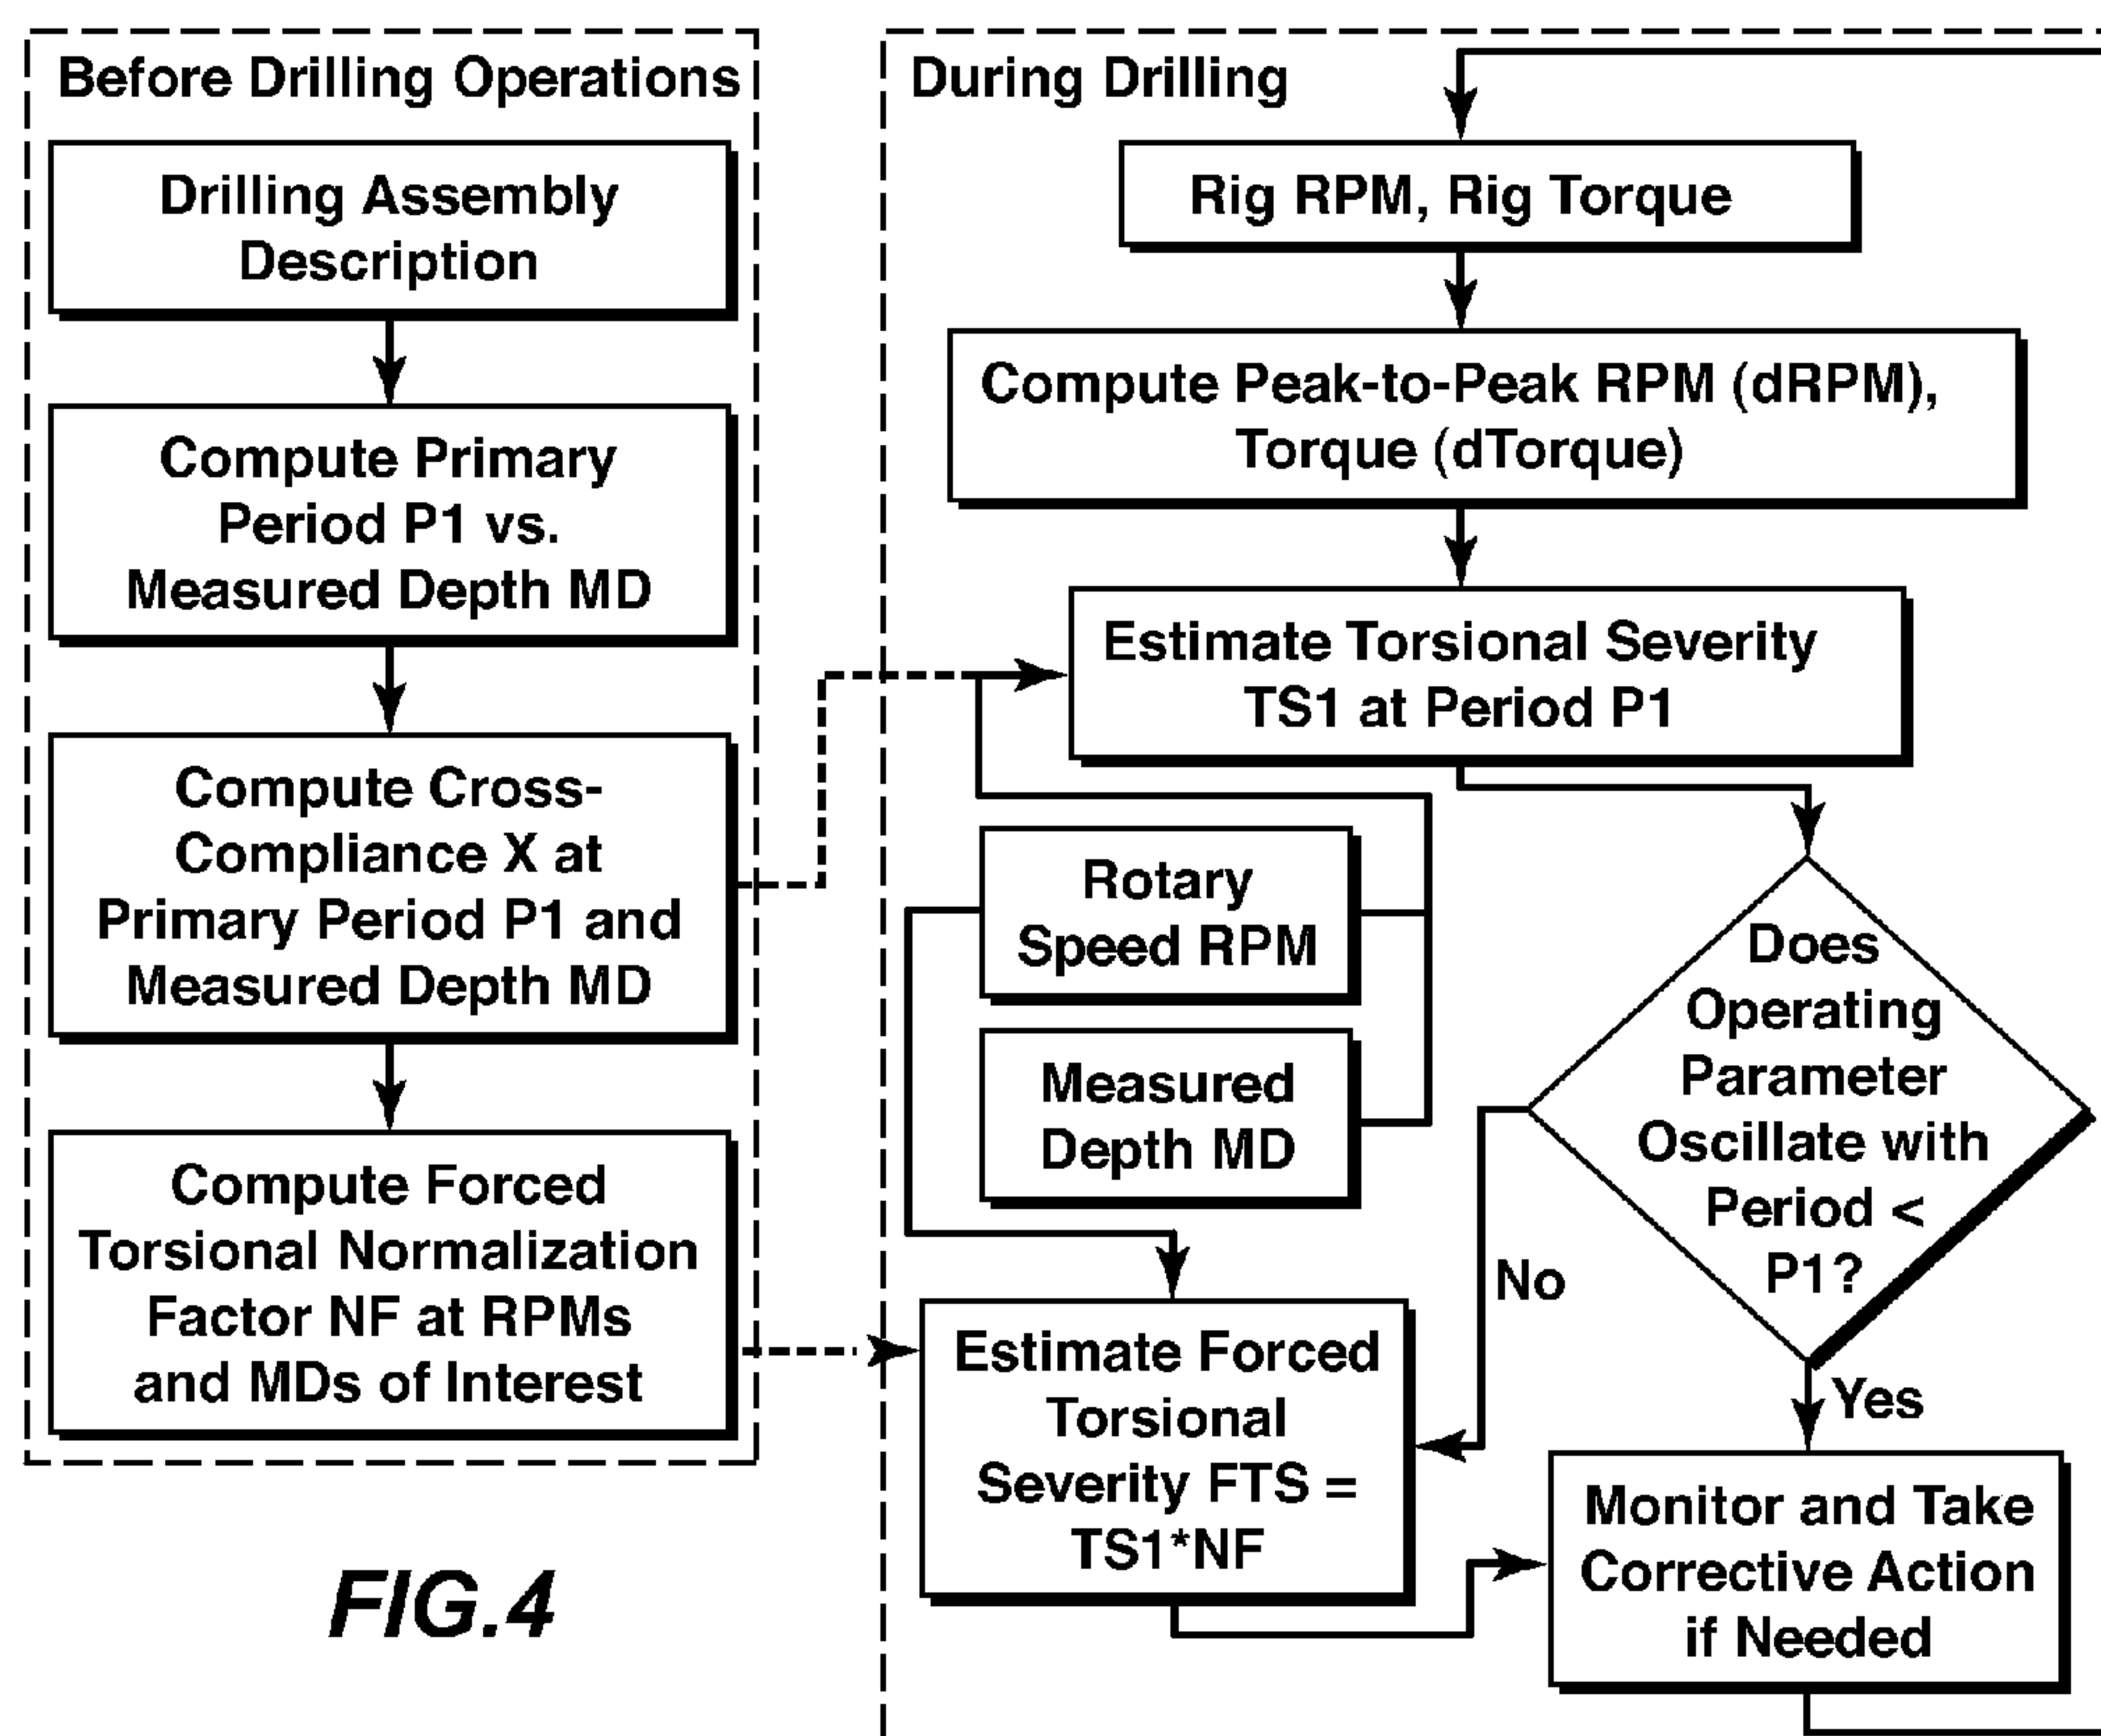 Before Drilling Operations
Drilling Assembly
Description
Compute Primary
Period P1 vs.
Measured Depth MD
Compute Cross-
Compliance X at
Primary Period P1 and
Measured Depth MD
Compute Forced
Torsional Normalization
Factor NF at RPMs
and MDs of Interest
FIG.4
During Drilling
Rig RPM, Rig Torque
Compute Peak-to-Peak RPM (dRPM),
Torque (dTorque)
Estimate Torsional Severity
TS1 at Period P1
Rotary
Speed RPM
Measured
Depth MD
Does
Operating
Parameter
Oscillate with
Period <
P1?
No
Yes
Estimate Forced
Torsional
Severity FTS =
TS1*NF
Monitor and Take
Corrective Action
if Needed